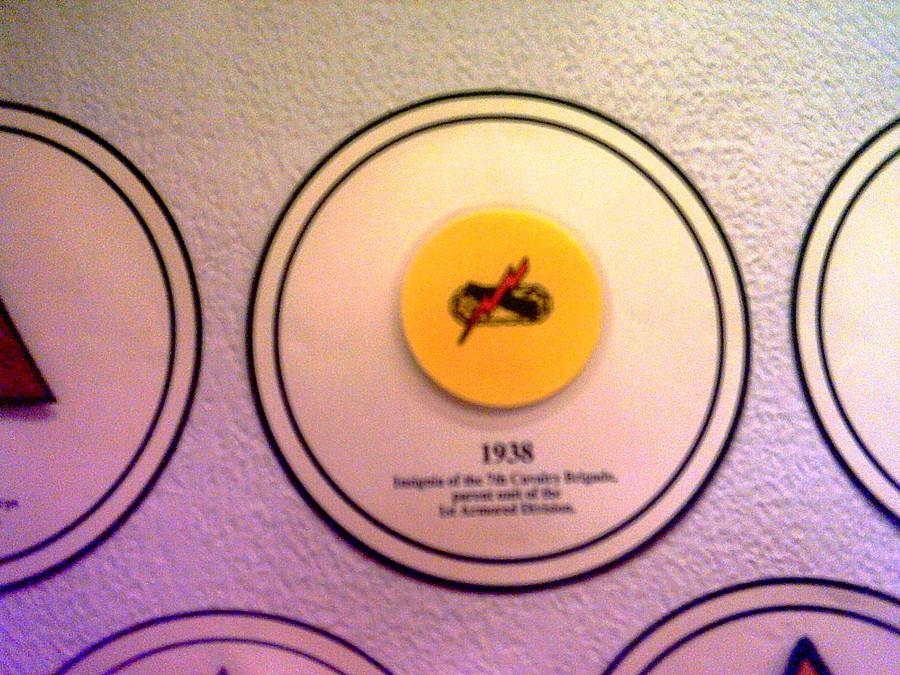 1938
Insignia of the 7th Cavalry Brigade,
parent unit of the
1st Armored Division.